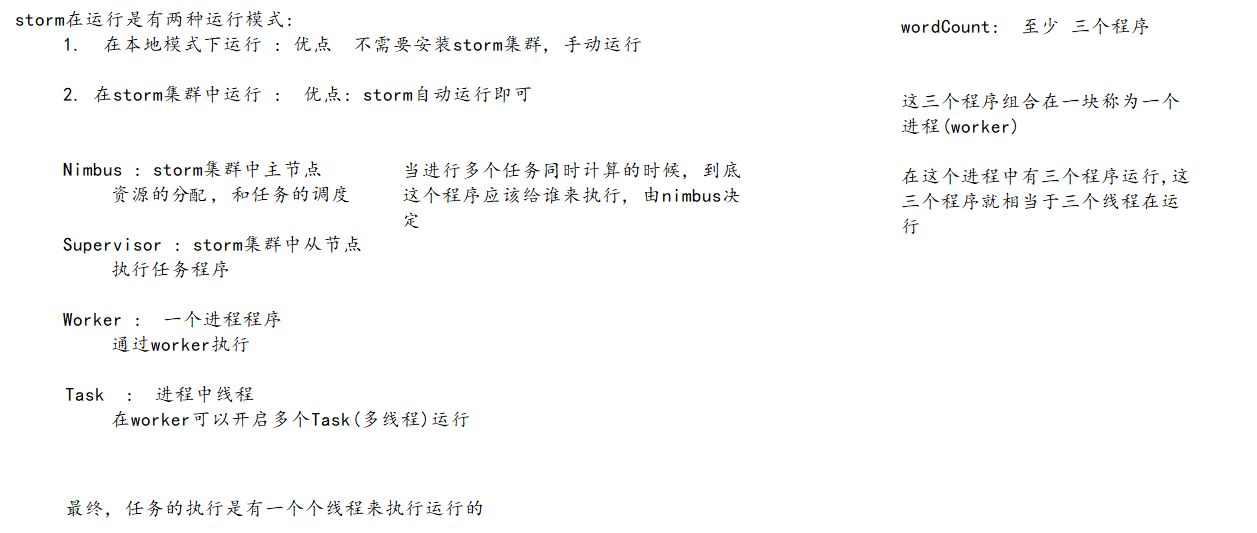 storm在运行是有两种运行模式:
1. 在本地模式下运行 : 优点 不需要安装storm集群, 手动运行
2. 在storm集群中运行 : 优点: storm自动运行即可
Nimbus : storm集群中主节点
资源的分配, 和任务的调度
当进行多个任务同时计算的时候, 到底
这个程序应该给谁来执行, 由nimbus决
定
Supervisor : storm集群中从节点
执行任务程序
Worker : 一个进程程序
通过worker执行
Task : 进程中线程
在worker可以开启多个Task(多线程)运行
最终, 任务的执行是有一个个线程来执行运行的
wordCount: 至少 三个程序
这三个程序组合在一块称为一个
进程(worker)
在这个进程中有三个程序运行,这
三个程序就相当于三个线程在运
行